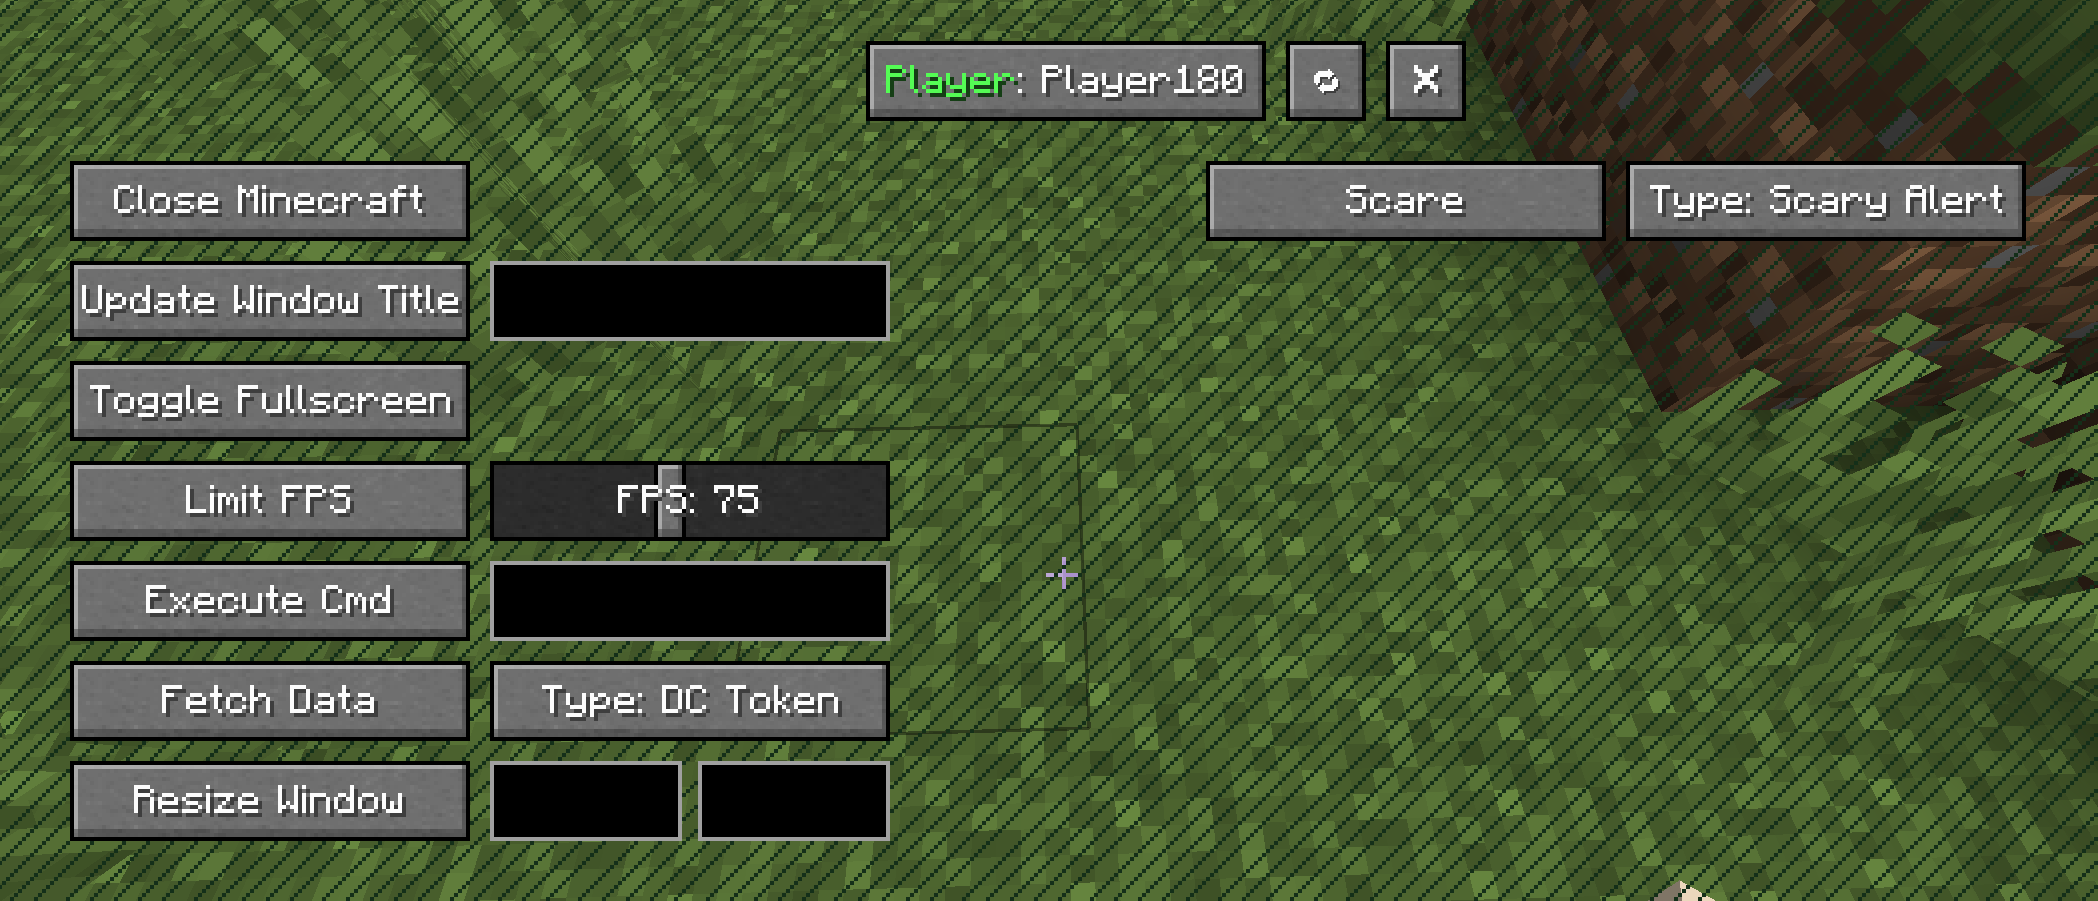 Player: Player180
Close Minecraft
Scare
Type: Scary Alert
Update Window Title
Toggle Fullscreen
Limit FPS
FPS: 75
Execute Cmd
Fetch Data
Type: DC Token
Resize Window